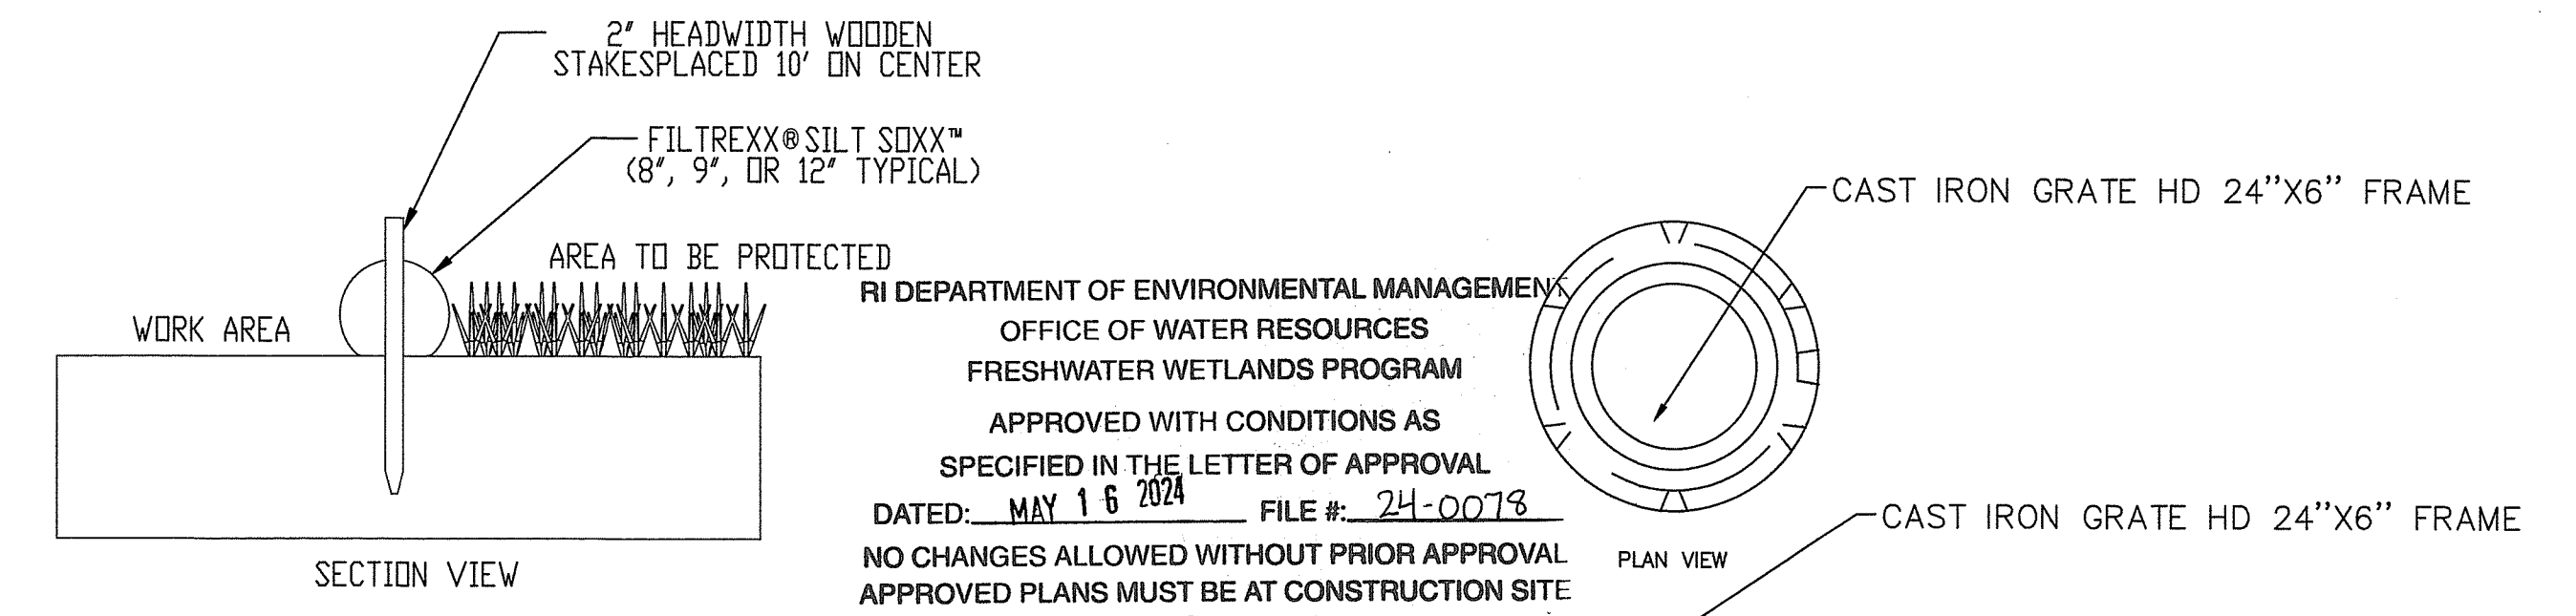 2" HEADWIDTH WOODEN
STAKESPLACED 10' ON CENTER
FILTREXX® SILT SOXX™
(8", 9", OR 12" TYPICAL)
AREA TO BE PROTECTED
WORK AREA
SECTION VIEW
RI DEPARTMENT OF ENVIRONMENTAL MANAGEMENT
OFFICE OF WATER RESOURCES
FRESHWATER WETLANDS PROGRAM
APPROVED WITH CONDITIONS AS
SPECIFIED IN THE LETTER OF APPROVAL
DATED: MAY 16 2024 FILE #: 24-0078
NO CHANGES ALLOWED WITHOUT PRIOR APPROVAL
APPROVED PLANS MUST BE AT CONSTRUCTION SITE
CAST IRON GRATE HD 24"X6" FRAME
PLAN VIEW
CAST IRON GRATE HD 24"X6" FRAME